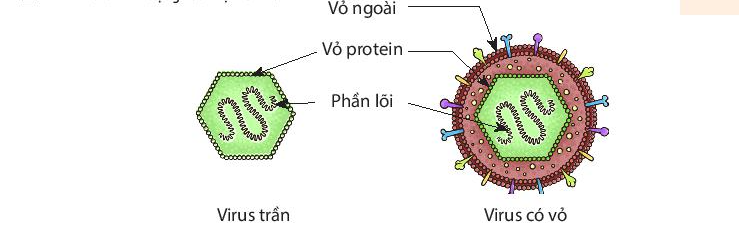 Vỏ ngoài
Vỏ protein
Phần lõi
Virus trần
Virus có vỏ